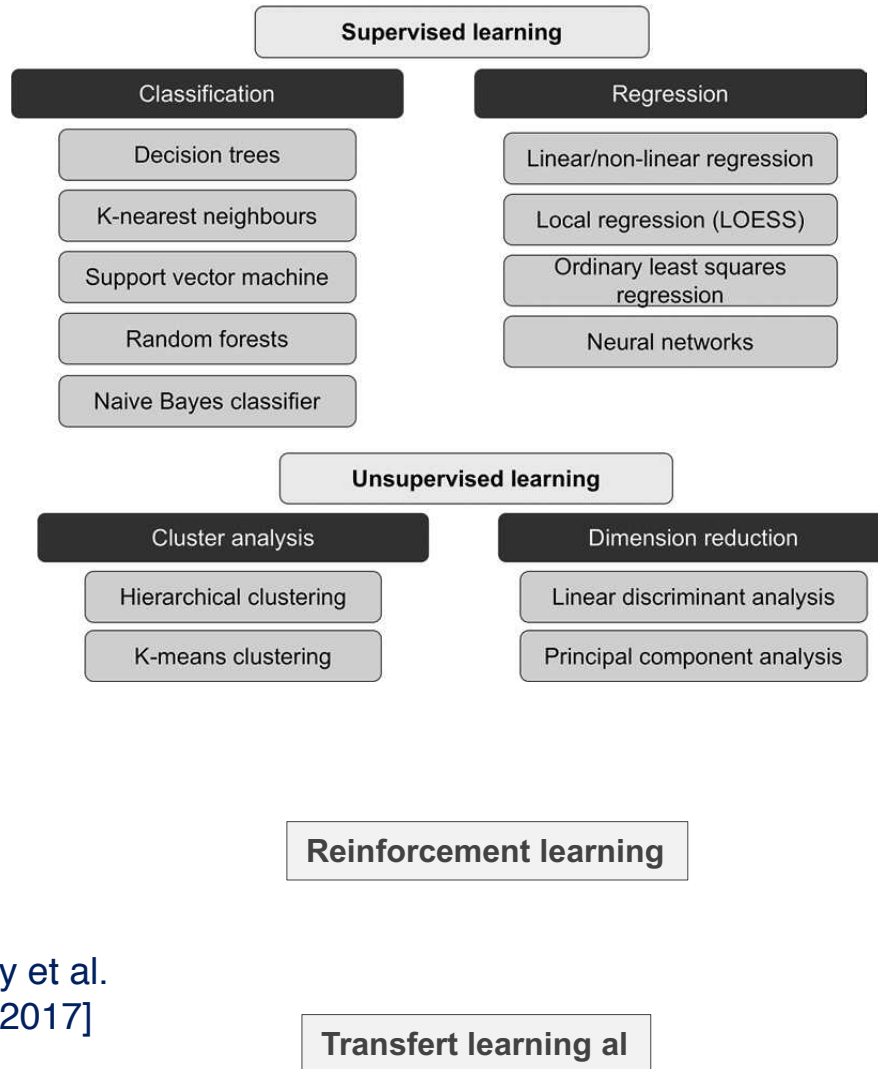 Supervised learning
Classification
Decision trees
K-nearest neighbours
Support vector machine
Random forests
Naive Bayes classifier
Regression
Linear/non-linear regression
Local regression (LOESS)
Ordinary least squares
regression
Neural networks
Unsupervised learning
Cluster analysis
Hierarchical clustering
K-means clustering
Dimension reduction
Linear discriminant analysis
Principal component analysis
Reinforcement learning
y et al.
2017]
Transfert learning al